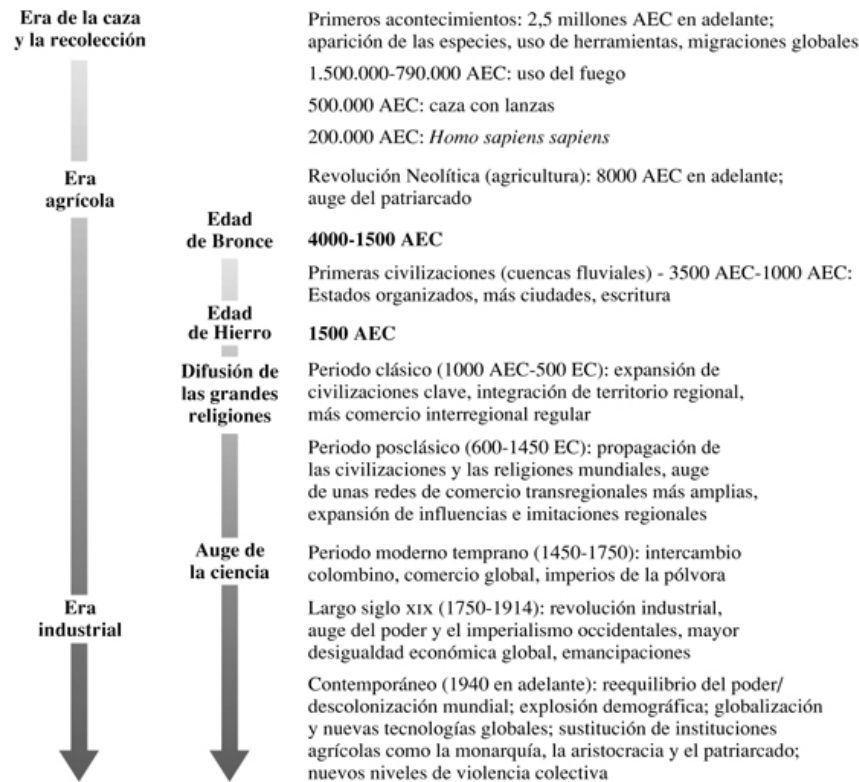 Era de la caza
y la recolección
Primeros acontecimientos: 2,5 millones AEC en adelante;
aparición de las especies, uso de herramientas, migraciones globales
1.500.000-790.000 AEC: uso del fuego
500.000 AEC: caza con lanzas
200.000 AEC: Homo sapiens sapiens
Era
agrícola
Revolución Neolítica (agricultura): 8000 AEC en adelante;
auge del patriarcado
Edad
de Bronce
4000-1500 AEC
Primeras civilizaciones (cuencas fluviales) - 3500 AEC-1000 AEC:
Estados organizados, más ciudades, escritura
Edad
de Hierro
1500 AEC
Difusión de
las grandes
religiones
Periodo clásico (1000 AEC-500 EC): expansión de
civilizaciones clave, integración de territorio regional,
más comercio interregional regular
Periodo posclásico (600-1450 EC): propagación de
las civilizaciones y las religiones mundiales, auge
de unas redes de comercio transregionales más amplias,
expansión de influencias e imitaciones regionales
Auge de
la ciencia
Periodo moderno temprano (1450-1750): intercambio
colombino, comercio global, imperios de la pólvora
Era
industrial
Largo siglo XIX (1750-1914): revolución industrial,
auge del poder y el imperialismo occidentales, mayor
desigualdad económica global, emancipaciones
Contemporáneo (1940 en adelante): reequilibrio del poder/
descolonización mundial; explosión demográfica; globalización
y nuevas tecnologías globales; sustitución de instituciones
agrícolas como la monarquía, la aristocracia y el patriarcado;
nuevos niveles de violencia colectiva